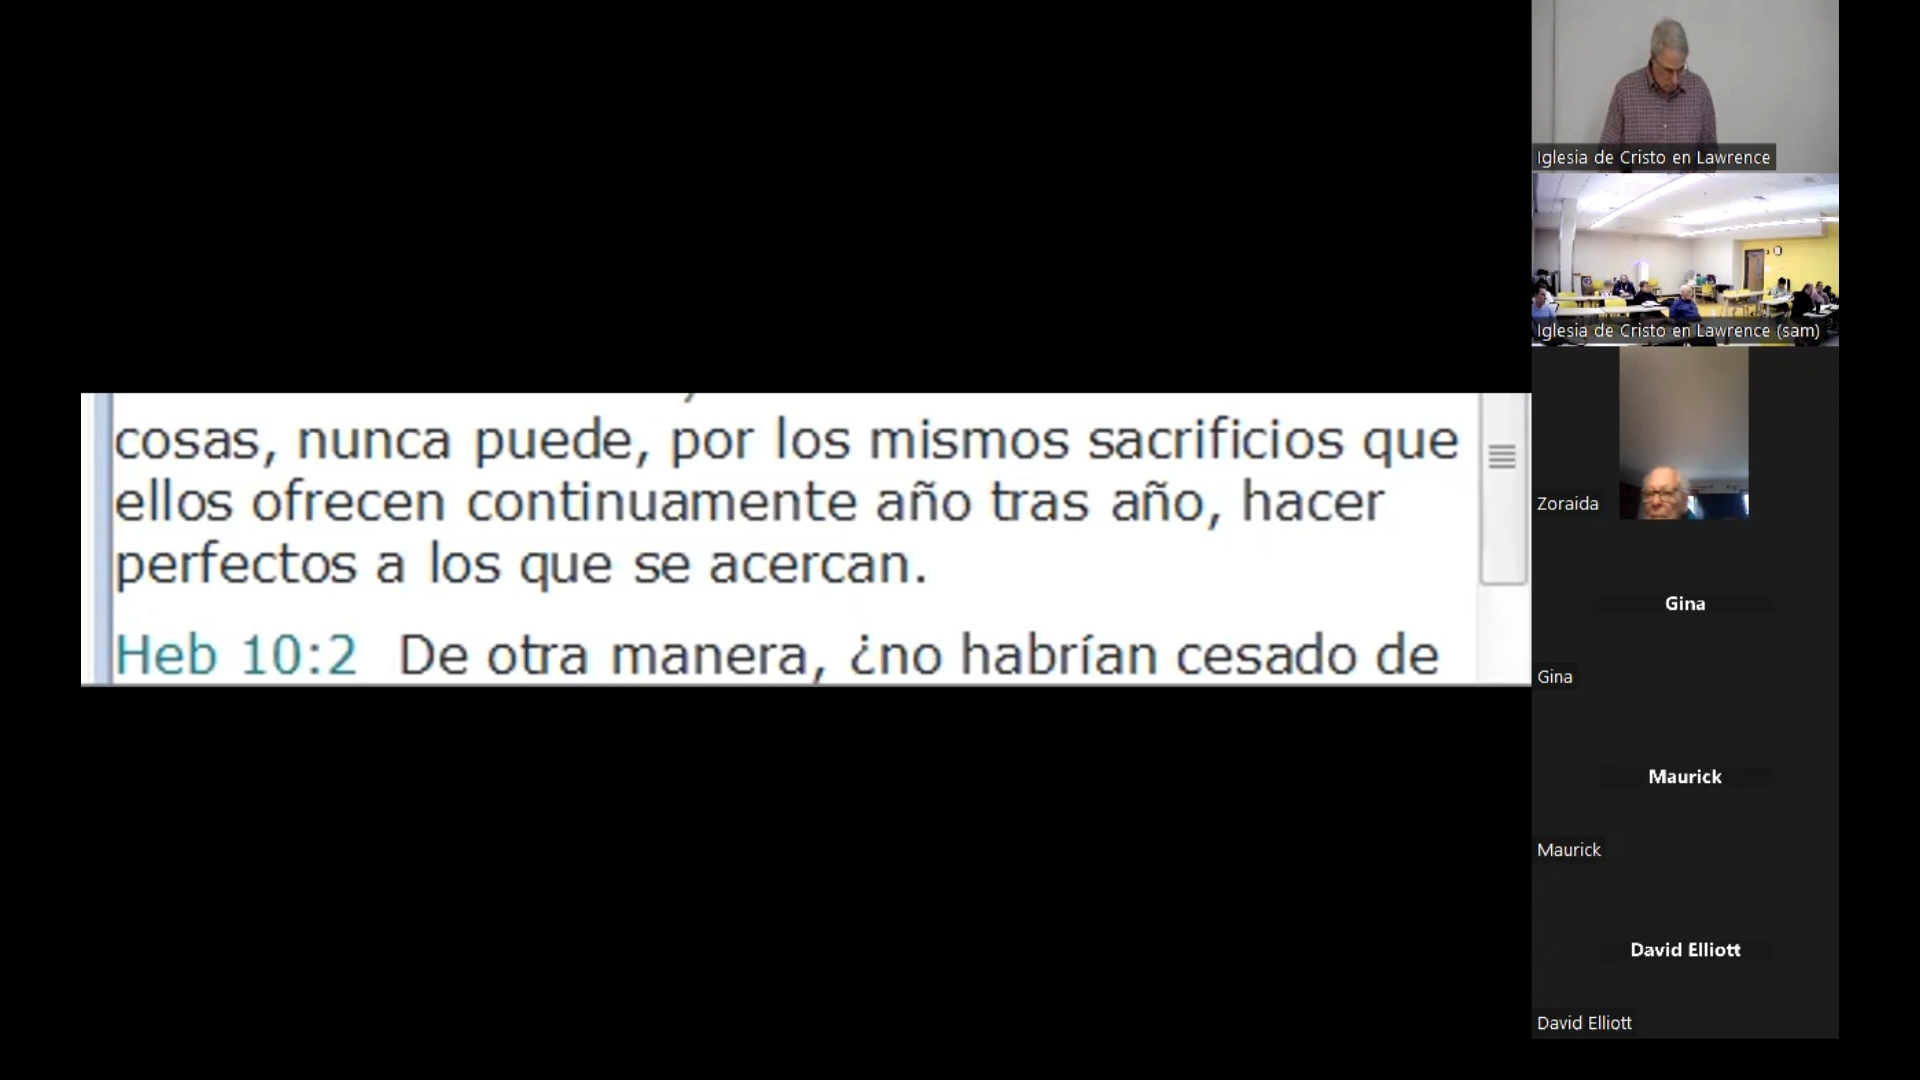 cosas, nunca puede, por los mismos sacrificios que
ellos ofrecen continuamente año tras año, hacer
perfectos a los que se acercan.
Heb 10:2 De otra manera, ¿no habrían cesado de
Iglesia de Cristo en Lawrence
Iglesia de Cristo en Lawrence (sam)
Zoraida
Gina
Gina
Maurick
Maurick
David Elliott
David Elliott